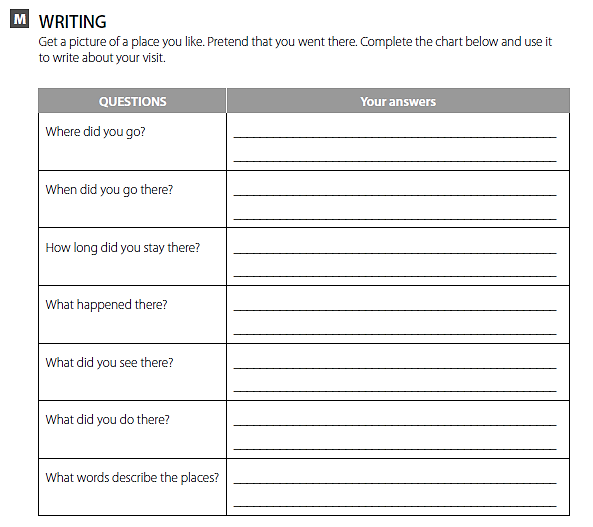 M WRITING
Get a picture of a place you like. Pretend that you went there. Complete the chart below and use it
to write about your visit.
QUESTIONS Your answers
Where did you go?
When did you go there?
How long did you stay there?
What happened there?
What did you see there?
What did you do there?
What words describe the places?